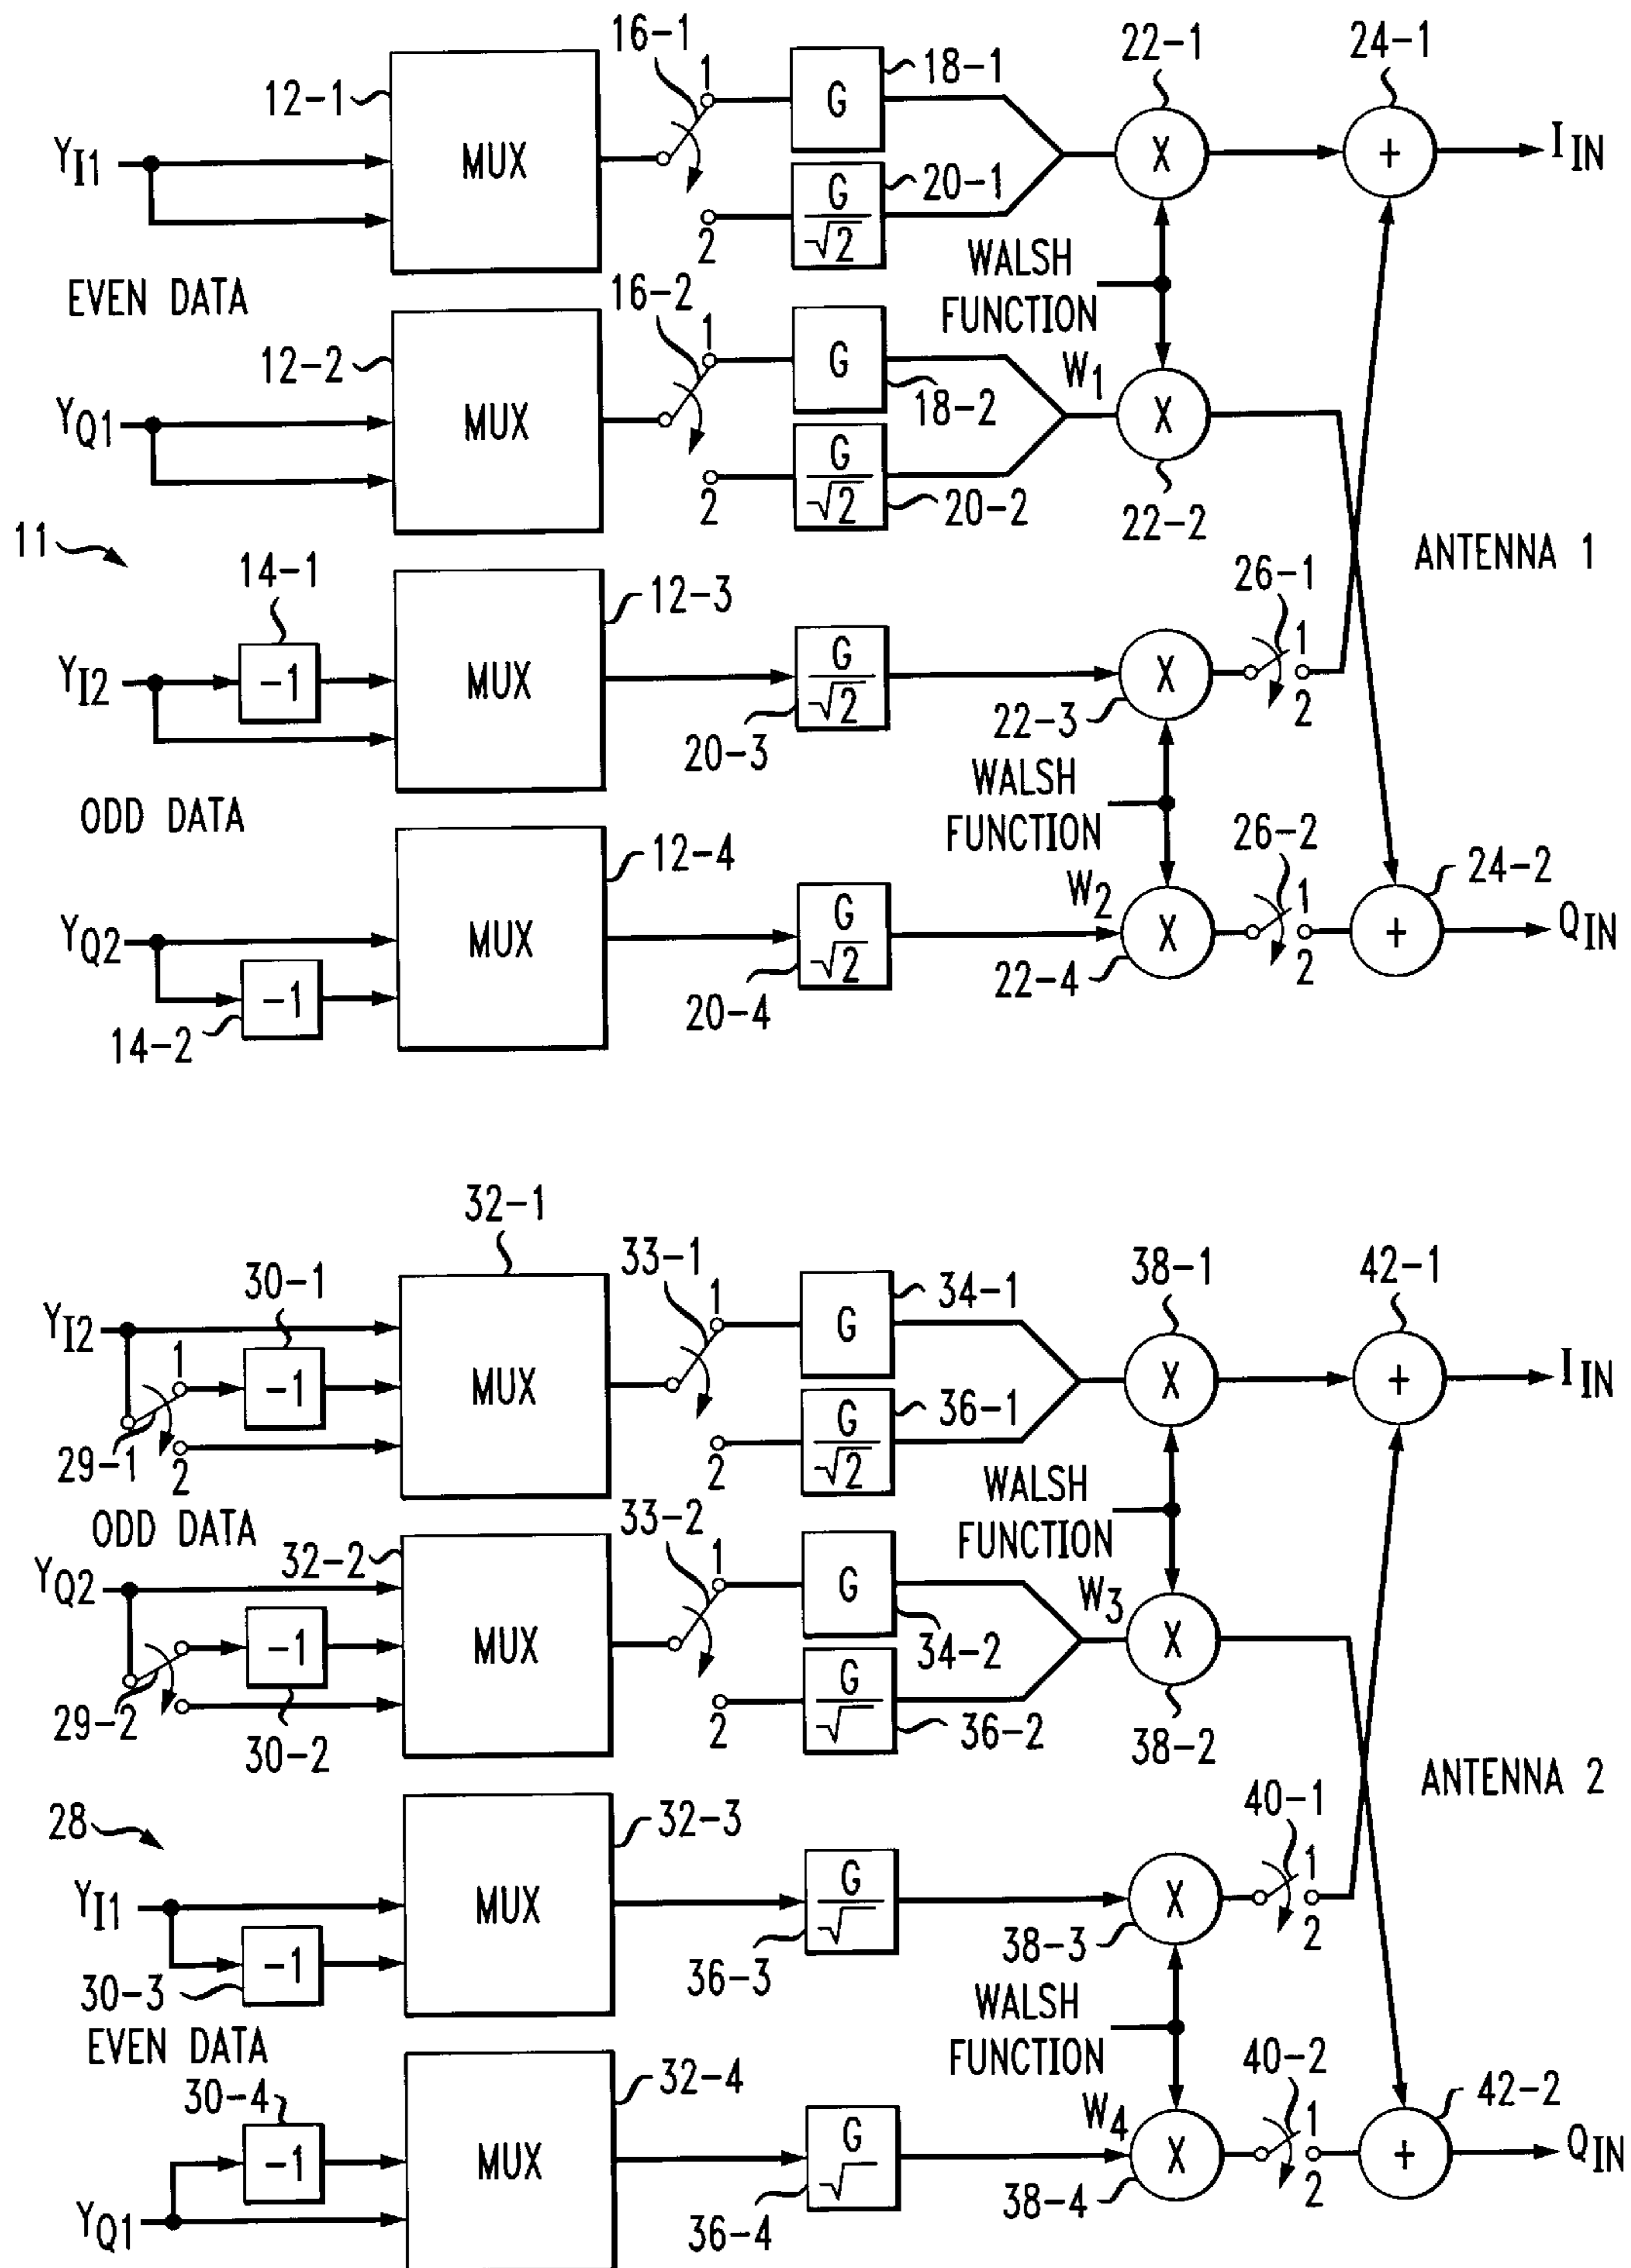 16-1
22-1
24-1
12-1
1
G
18-1
Y_I1
MUX
X
+
I_IN
20-1
G/√2
2
WALSH
FUNCTION
EVEN DATA
16-2
12-2
1
G
W_1
18-2
Y_Q1
MUX
X
G/√2
2
20-2
22-2
11
14-1
12-3
26-1
ANTENNA 1
1
Y_I2
-1
MUX
G/√2
X
22-3
2
20-3
WALSH
FUNCTION
ODD DATA
12-4
26-2
24-2
W_2
1
Y_Q2
MUX
G/√2
X
+
Q_IN
-1
22-4
2
20-4
14-2
32-1
33-1
38-1
42-1
30-1
1
34-1
Y_I2
G
1
-1
MUX
X
+
I_IN
36-1
29-1
2
2
G/√2
WALSH
FUNCTION
ODD DATA
33-2
32-2
1
G
W_3
Y_Q2
-1
MUX
34-2
X
29-2
2
G/√
36-2
38-2
30-2
ANTENNA 2
40-1
28
32-3
1
Y_I1
MUX
G/√
X
38-3
2
-1
36-3
30-3
WALSH
FUNCTION
EVEN DATA
40-2
30-4
32-4
42-2
W_4
1
-1
MUX
G/√
X
+
Q_IN
38-4
2
Y_Q1
36-4